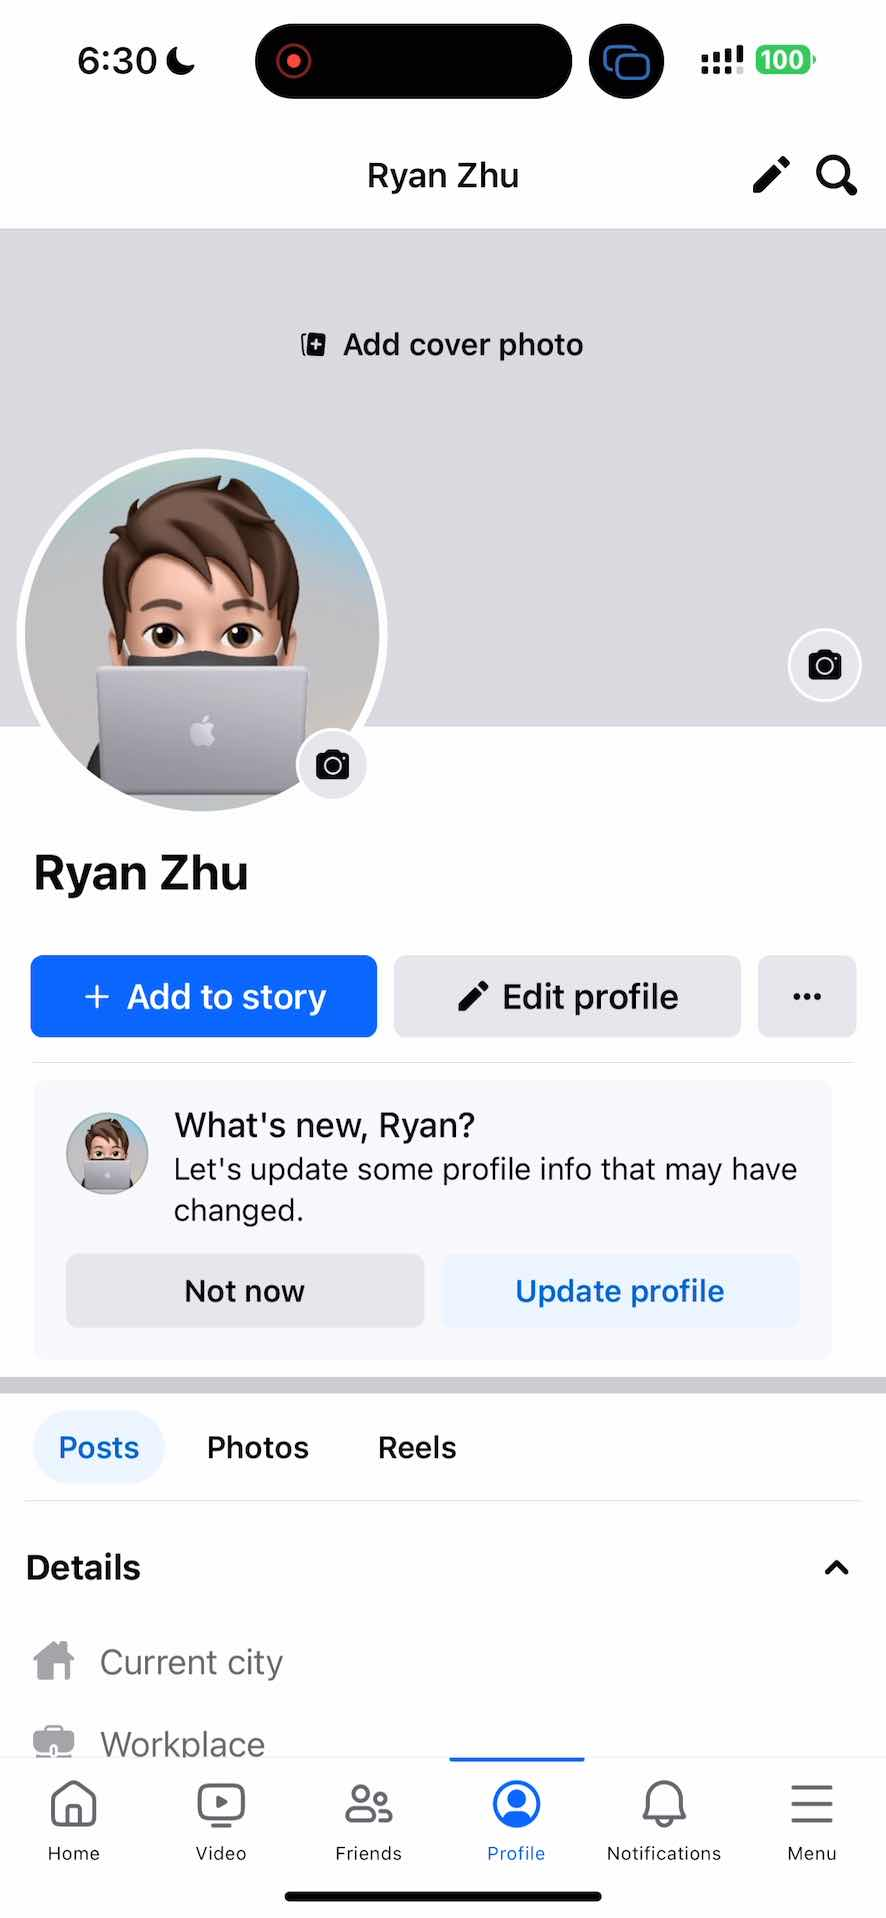 6:30
100
Ryan Zhu
Add cover photo
Ryan Zhu
+ Add to story
Edit profile
What's new, Ryan?
Let's update some profile info that may have
changed.
Not now
Update profile
Posts
Photos
Reels
Details
Current city
Workplace
Home
Video
Friends
Profile
Notifications
Menu